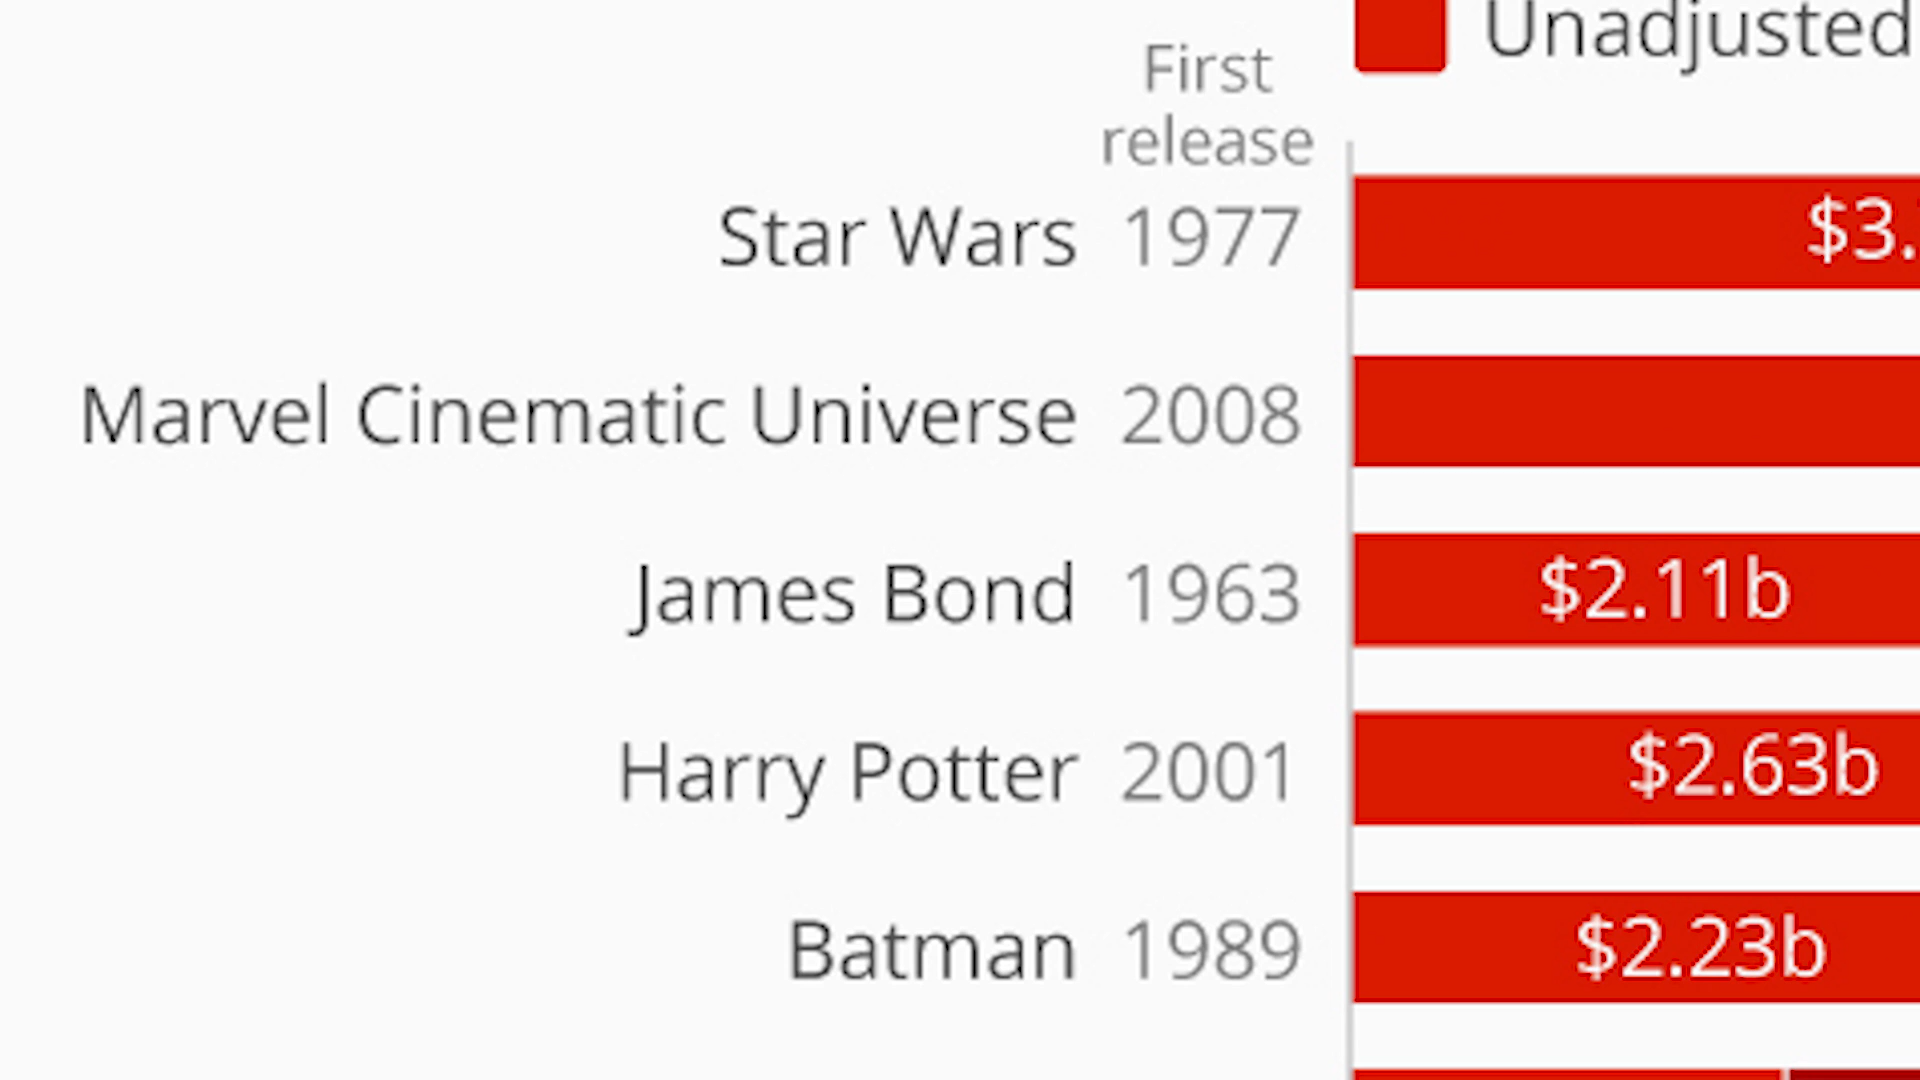 Unadjusted
First
release
Star Wars 1977 $3.
Marvel Cinematic Universe 2008
James Bond 1963 $2.11b
Harry Potter 2001 $2.63b
Batman 1989 $2.23b